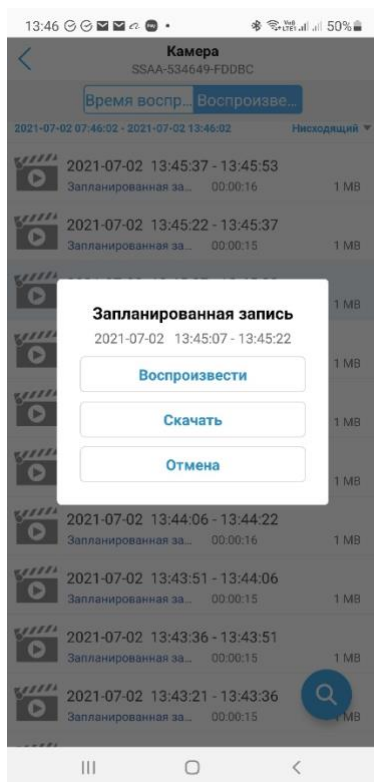 13:46 50%
Камера
SSAA-534649-FDDBC
Время воспр... Воспроизве...
2021-07-02 07:46:02 - 2021-07-02 13:46:02 Нисходящий
2021-07-02 13:45:37 - 13:45:53
Запланированная за... 00:00:16 1 MB
2021-07-02 13:45:22 - 13:45:37
Запланированная за... 00:00:15 1 MB
1 MB
Запланированная запись
2021-07-02 13:45:07 - 13:45:22
Воспроизвести
1 MB
Скачать
1 MB
Отмена
1 MB
2021-07-02 13:44:06 - 13:44:22
Запланированная за... 00:00:16 1 MB
2021-07-02 13:43:51 - 13:44:06
Запланированная за... 00:00:15 1 MB
2021-07-02 13:43:36 - 13:43:51
Запланированная за... 00:00:15 1 MB
2021-07-02 13:43:21 - 13:43:36
Запланированная за... 00:00:15 MB